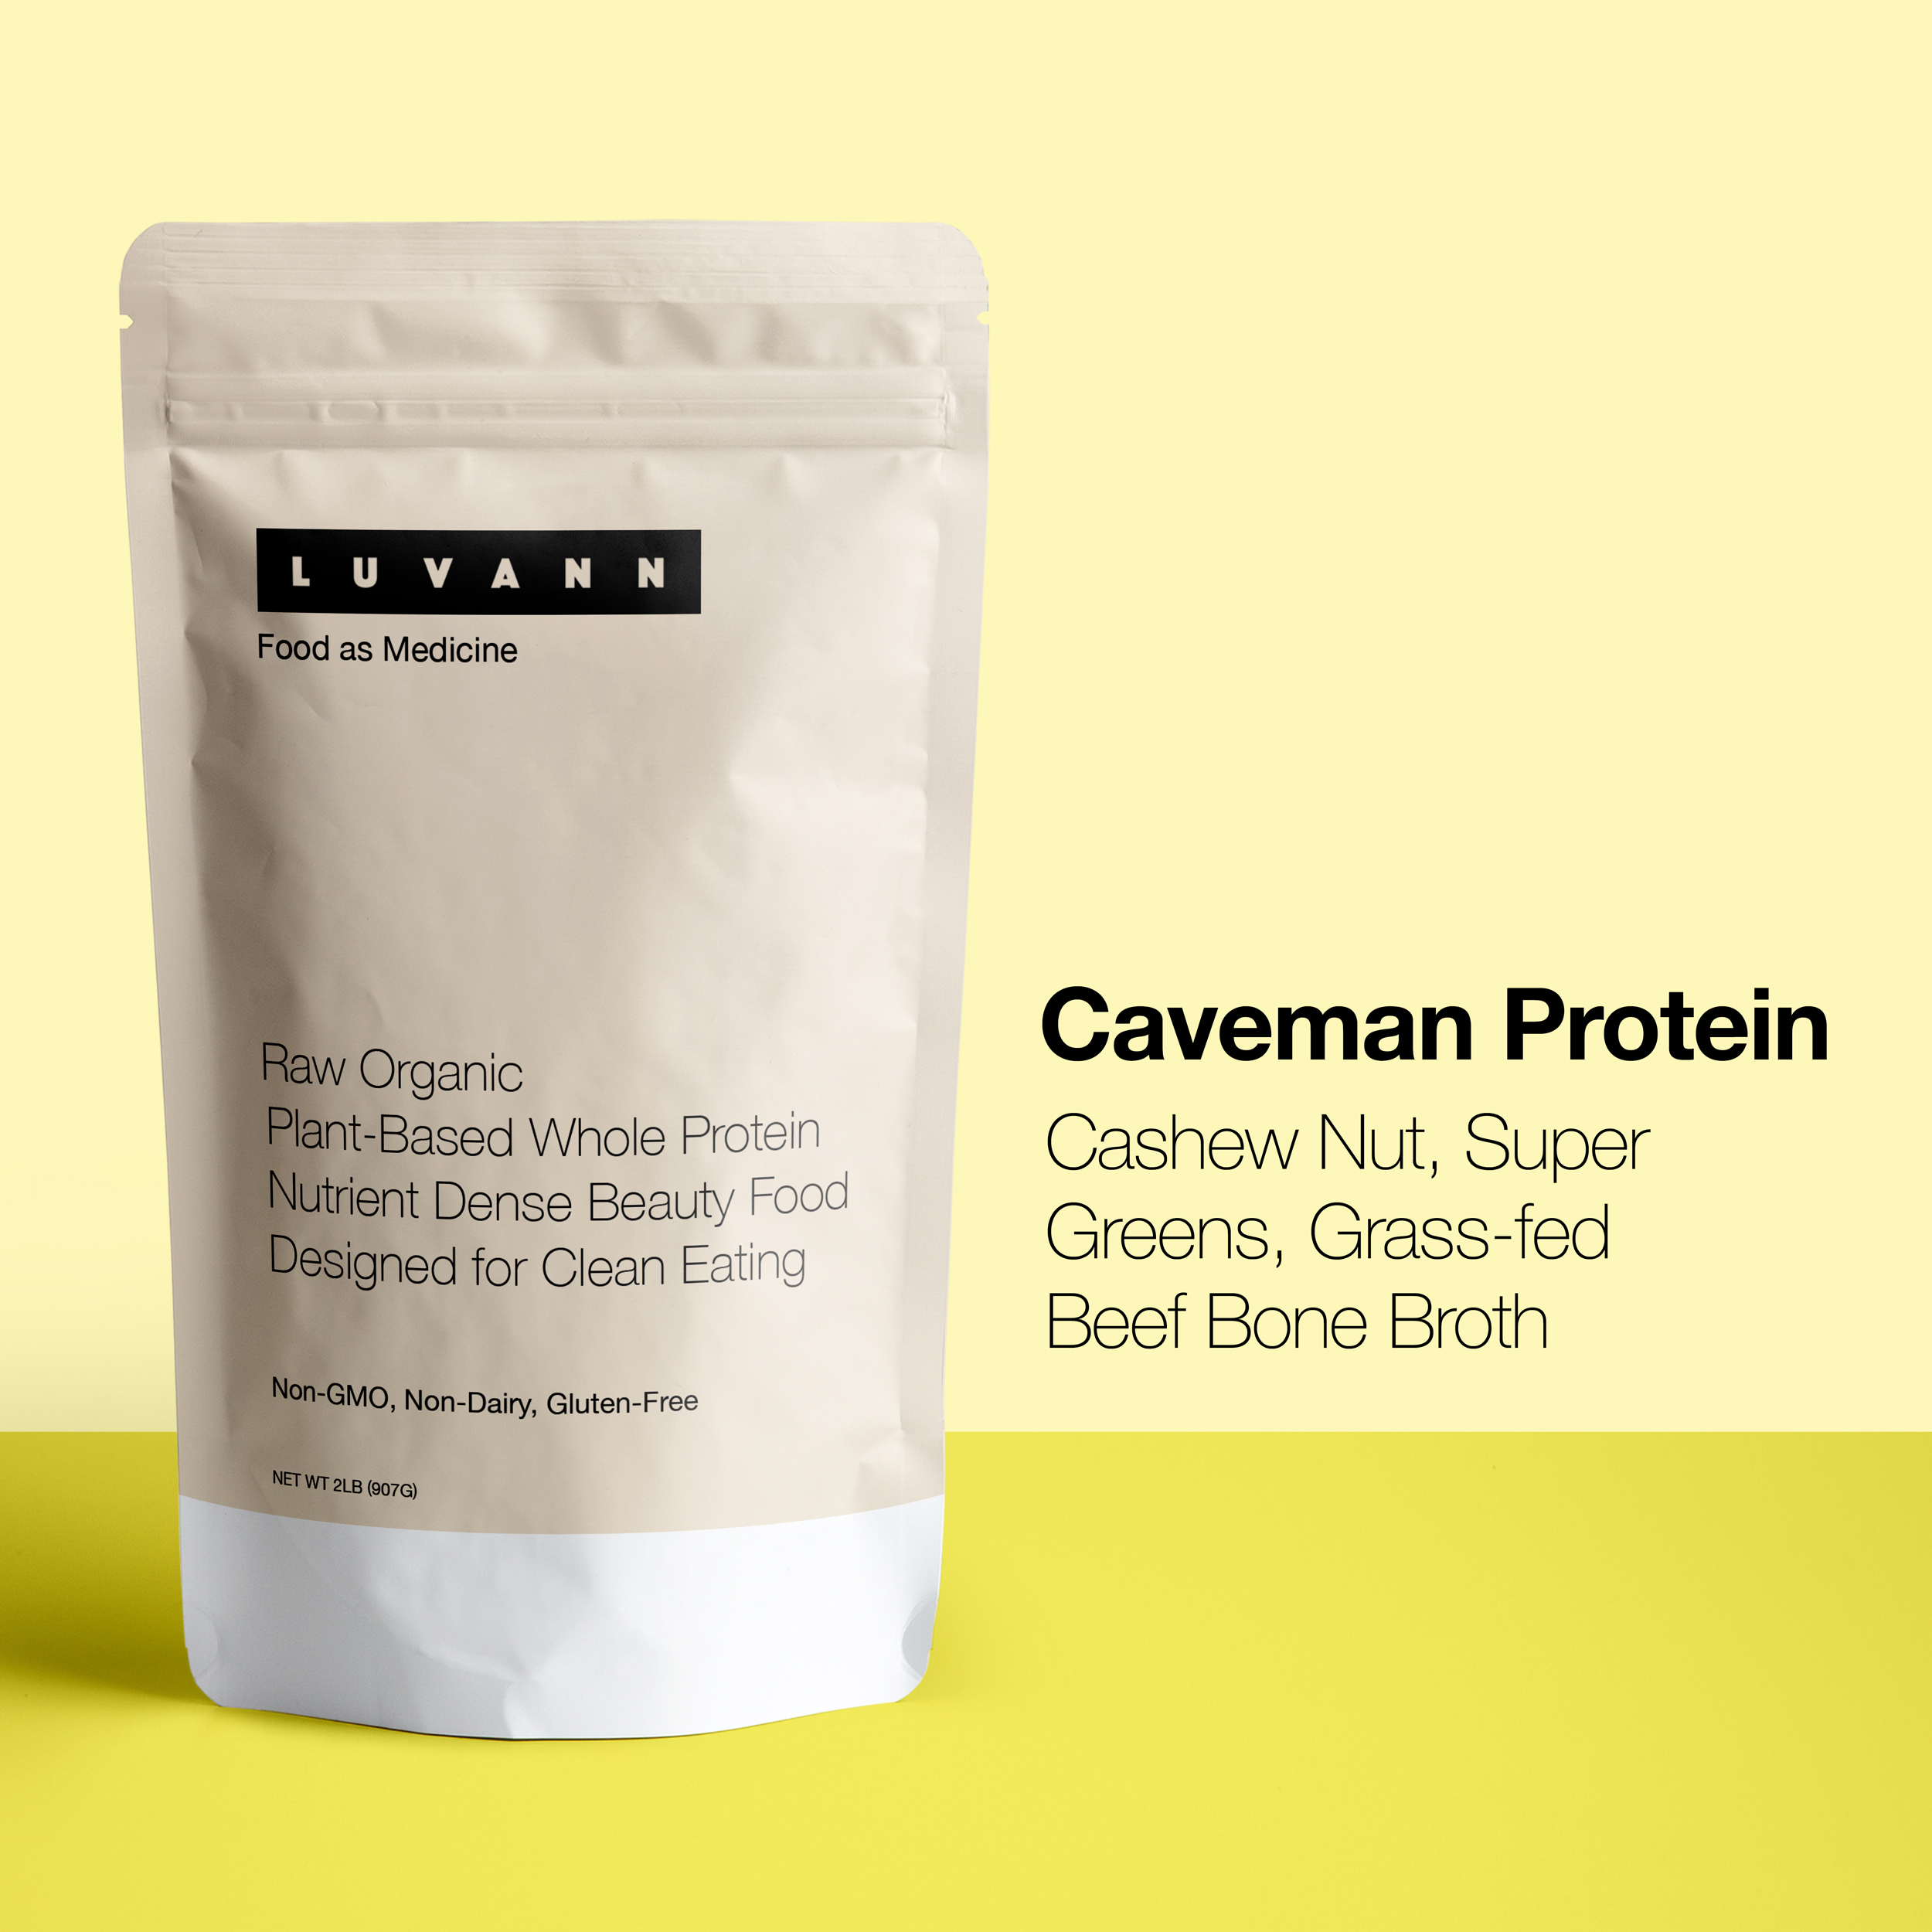 LUVANN
Food as Medicine
Raw Organic
Plant-Based Whole Protein
Nutrient Dense Beauty Food
Designed for Clean Eating
Non-GMO, Non-Dairy, Gluten-Free
NET WT 2LB (907G)
Caveman Protein
Cashew Nut, Super
Greens, Grass-fed
Beef Bone Broth